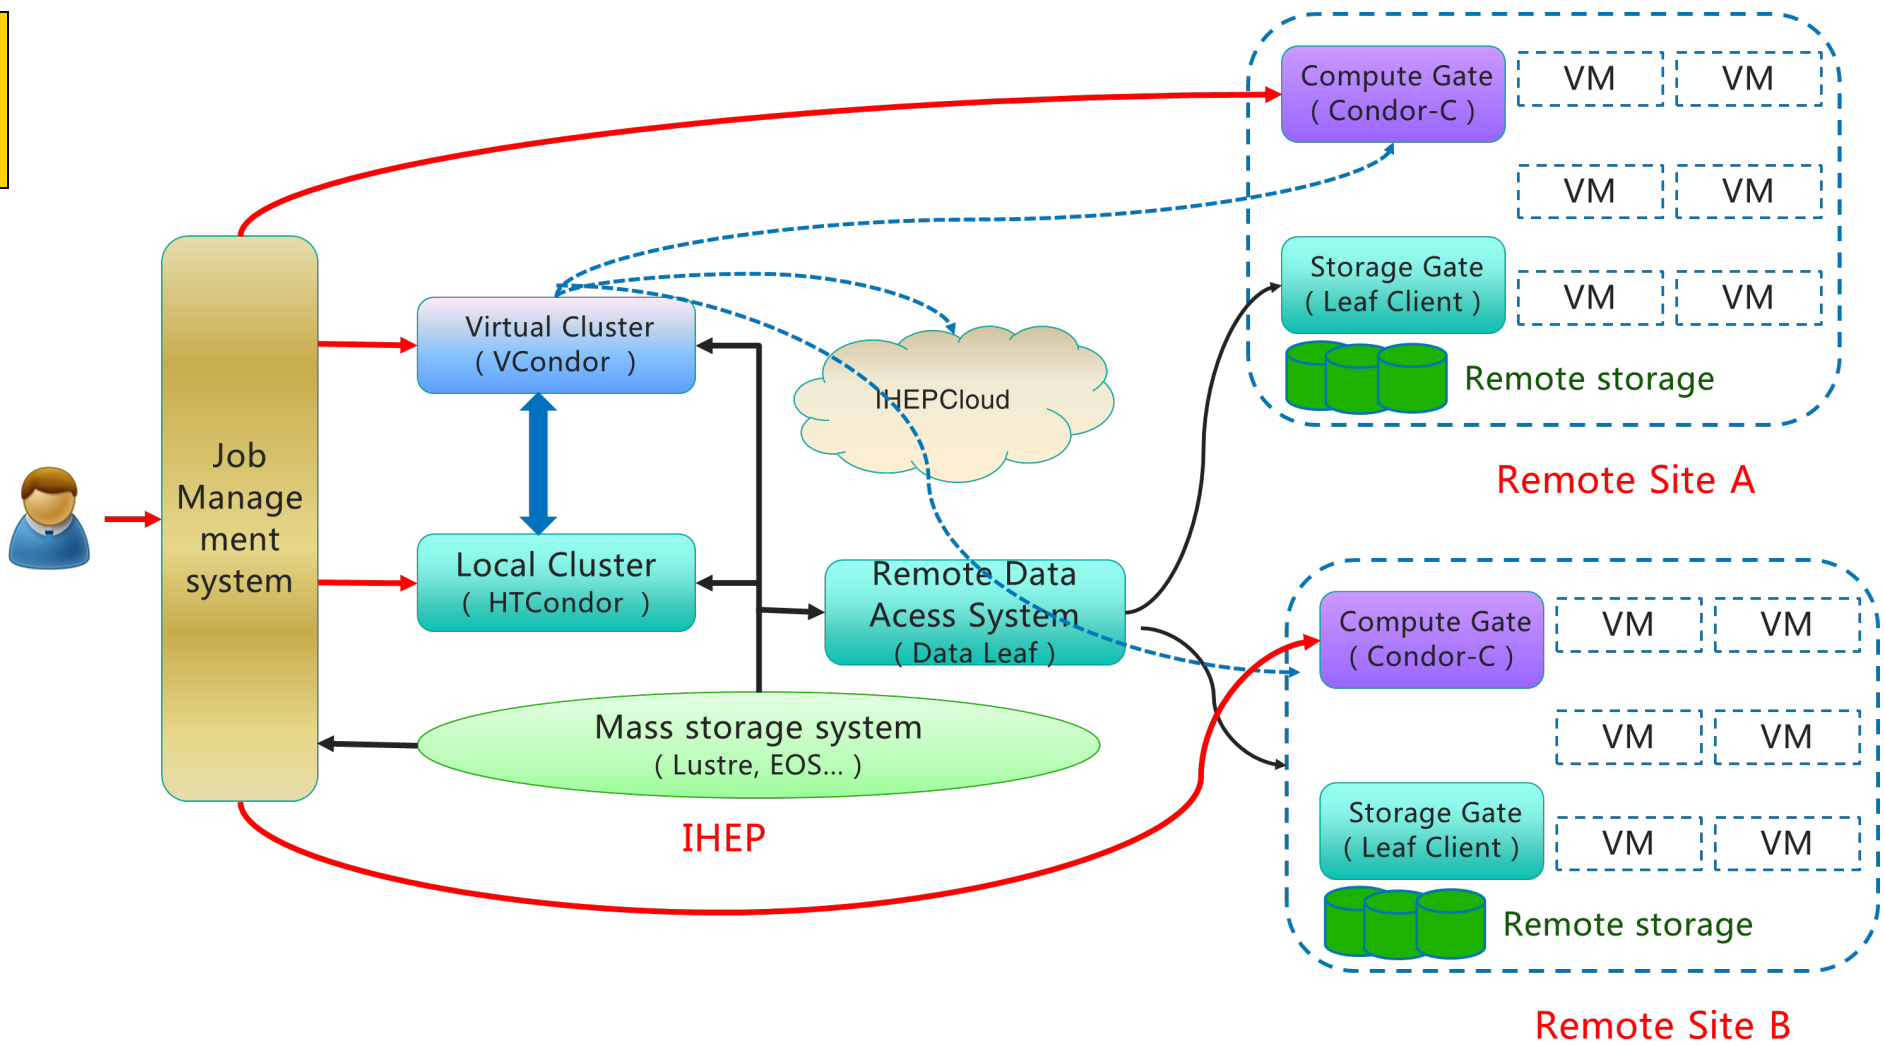 Job
Manage
ment
system
Virtual Cluster
( VCondor )
Local Cluster
( HTCondor )
IHEPCloud
Remote Data
Acess System
( Data Leaf )
Mass storage system
( Lustre, EOS... )
IHEP
Compute Gate
( Condor-C )
VM
VM
VM
VM
Storage Gate
( Leaf Client )
VM
VM
Remote storage
Remote Site A
Compute Gate
( Condor-C )
VM
VM
VM
VM
Storage Gate
( Leaf Client )
VM
VM
Remote storage
Remote Site B